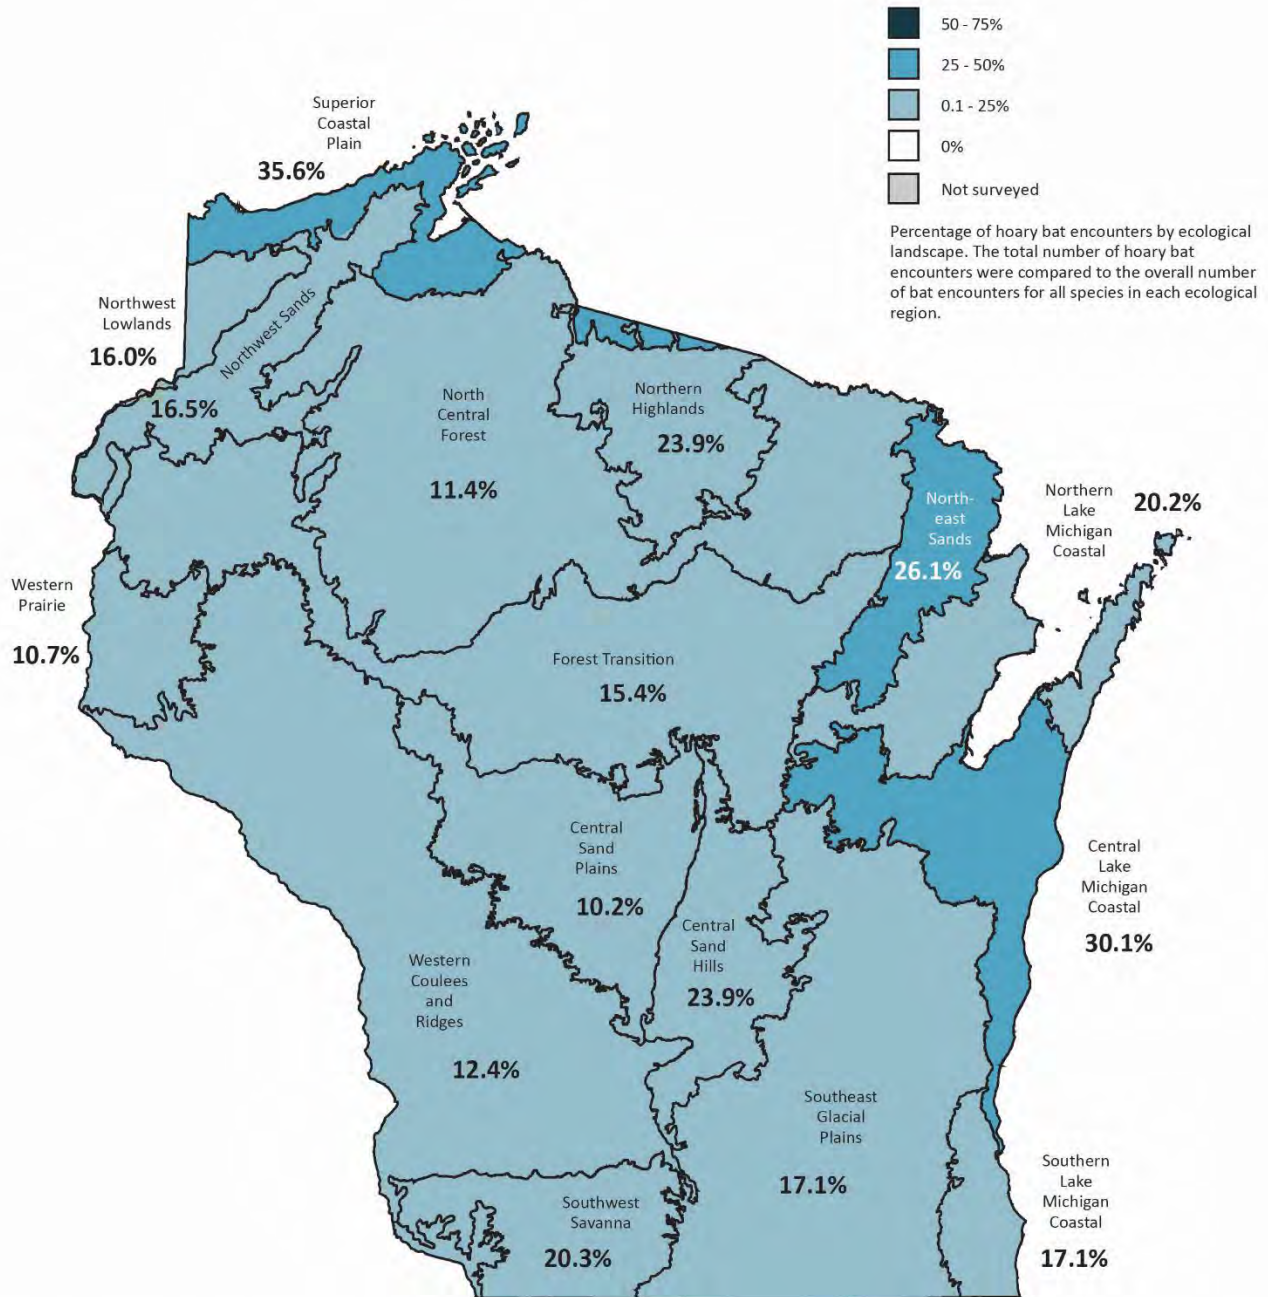 50 - 75%
25 - 50%
0.1 - 25%
0%
Not surveyed
Percentage of hoary bat encounters by ecological
landscape. The total number of hoary bat
encounters were compared to the overall number
of bat encounters for all species in each ecological
region.
Superior
Coastal
Plain
35.6%
Northwest
Lowlands
16.0%
Northwest Sands
16.5%
North
Central
Forest
11.4%
Northern
Highlands
23.9%
North-
east
Sands
26.1%
Northern
Lake
Michigan
Coastal
20.2%
Western
Prairie
10.7%
Forest Transition
15.4%
Central
Sand
Plains
10.2%
Central
Sand
Hills
23.9%
Central
Lake
Michigan
Coastal
30.1%
Western
Coulees
and
Ridges
12.4%
Southeast
Glacial
Plains
17.1%
Southwest
Savanna
20.3%
Southern
Lake
Michigan
Coastal
17.1%